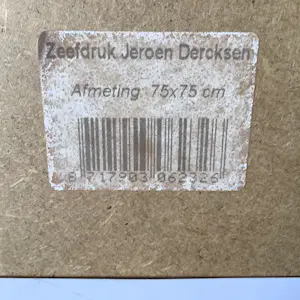 Zeefdruk Jeroen Dercksen
Afmeting: 75x75 cm
8 717903 062326